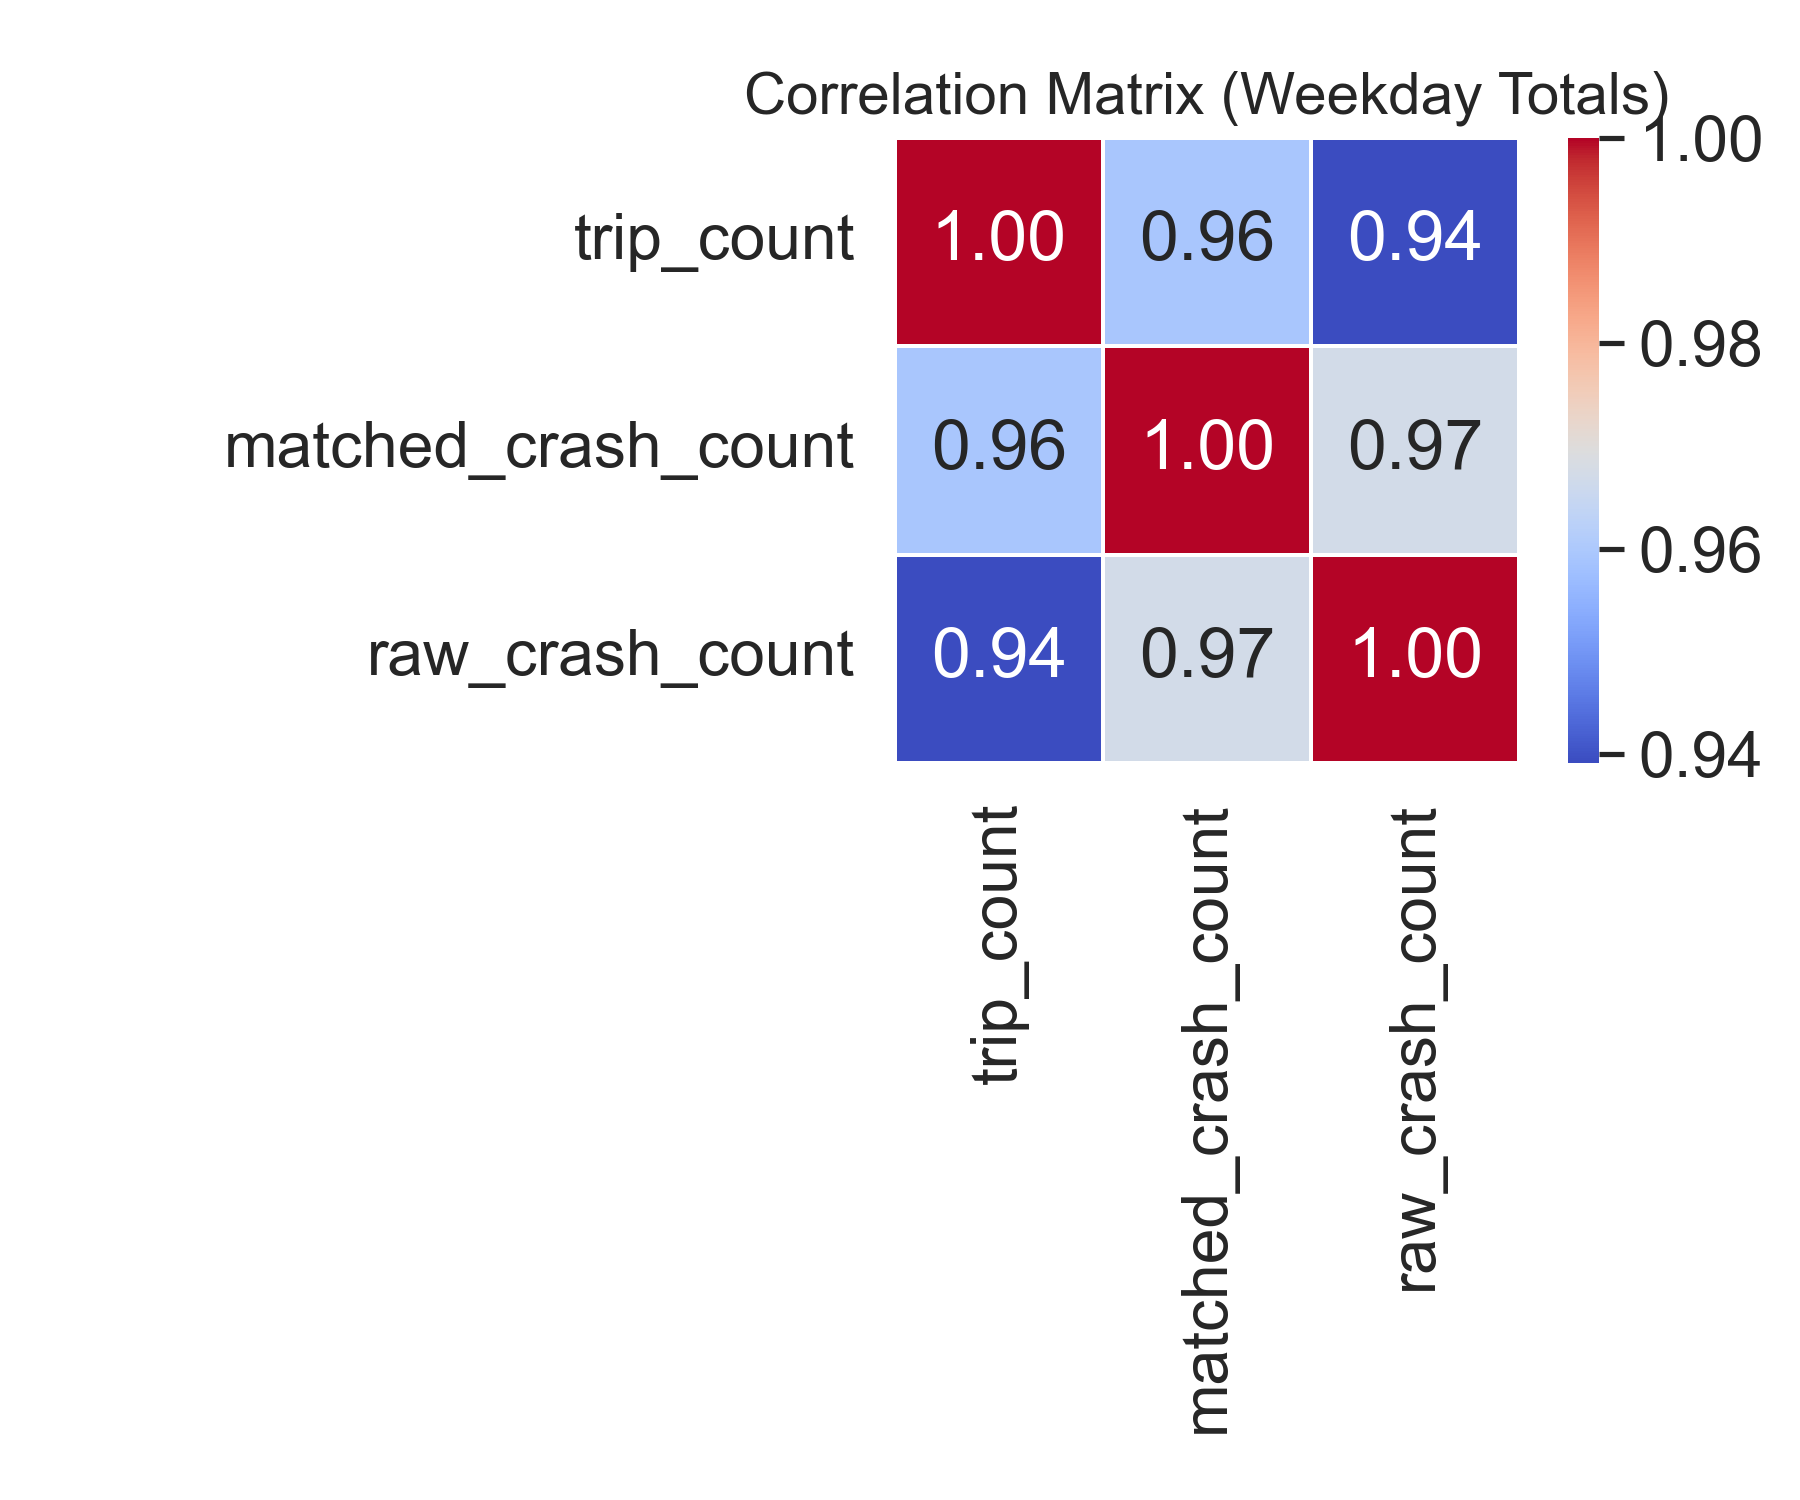 Correlation Matrix (Weekday Totals)
trip_count 1.00 0.96 0.94
matched_crash_count 0.96 1.00 0.97
raw_crash_count 0.94 0.97 1.00
trip_count
matched_crash_count
raw_crash_count
1.00
0.98
0.96
0.94